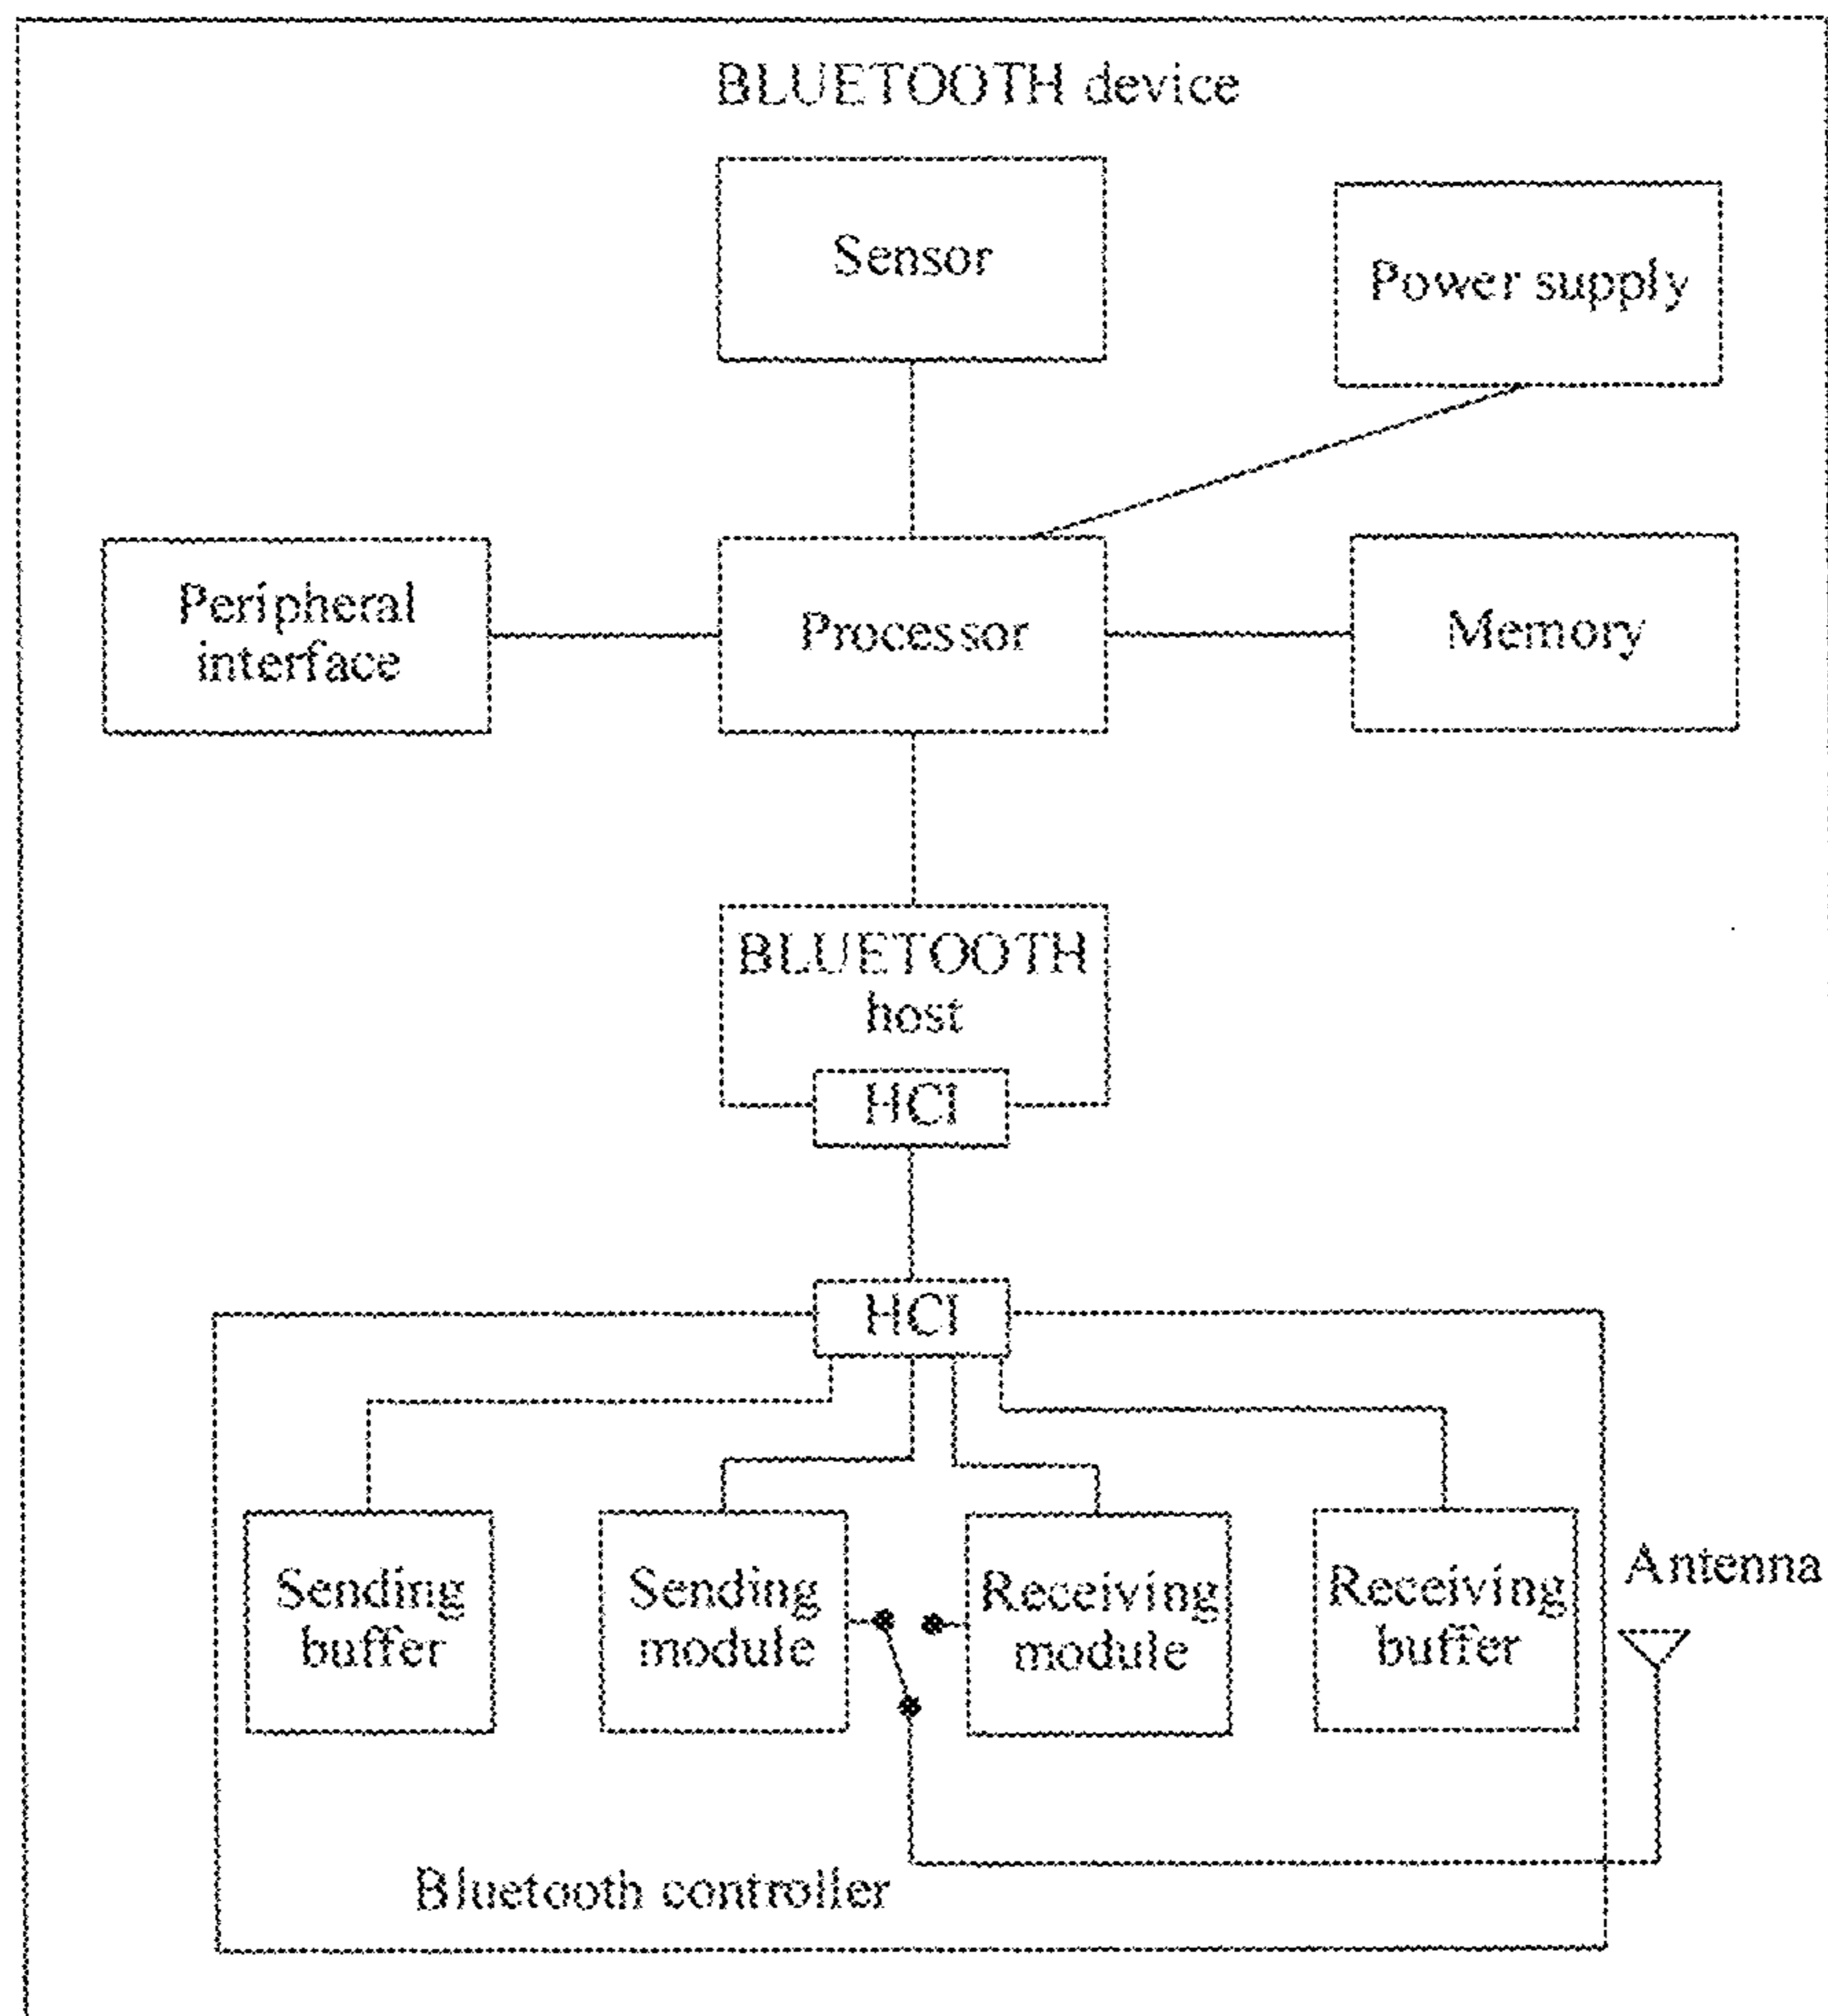 BLUETOOTH device
Sensor
Power supply
Peripheral
interface
Processor
Memory
BLUETOOTH
host
HCI
HCI
Sending
buffer
Sending
module
Receiving
module
Receiving
buffer
Antenna
Bluetooth controller